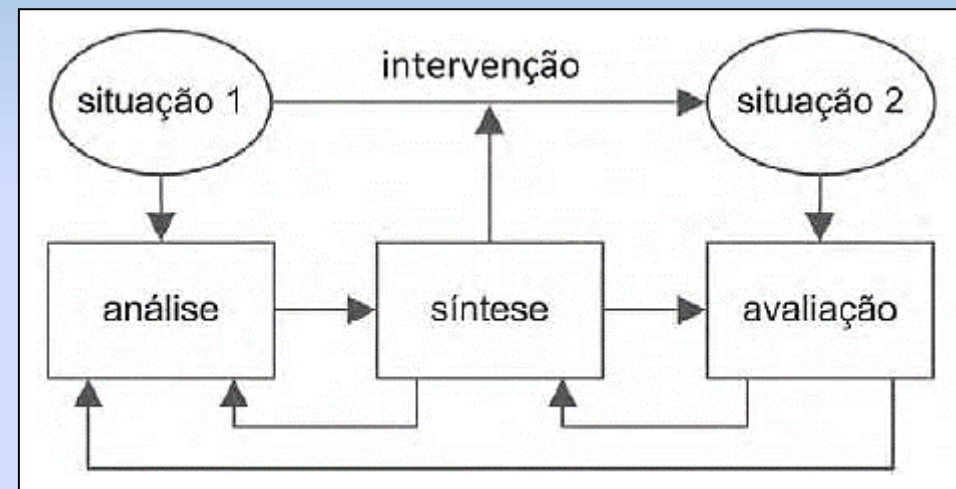 intervenção
situação 1
situação 2
análise
síntese
avaliação